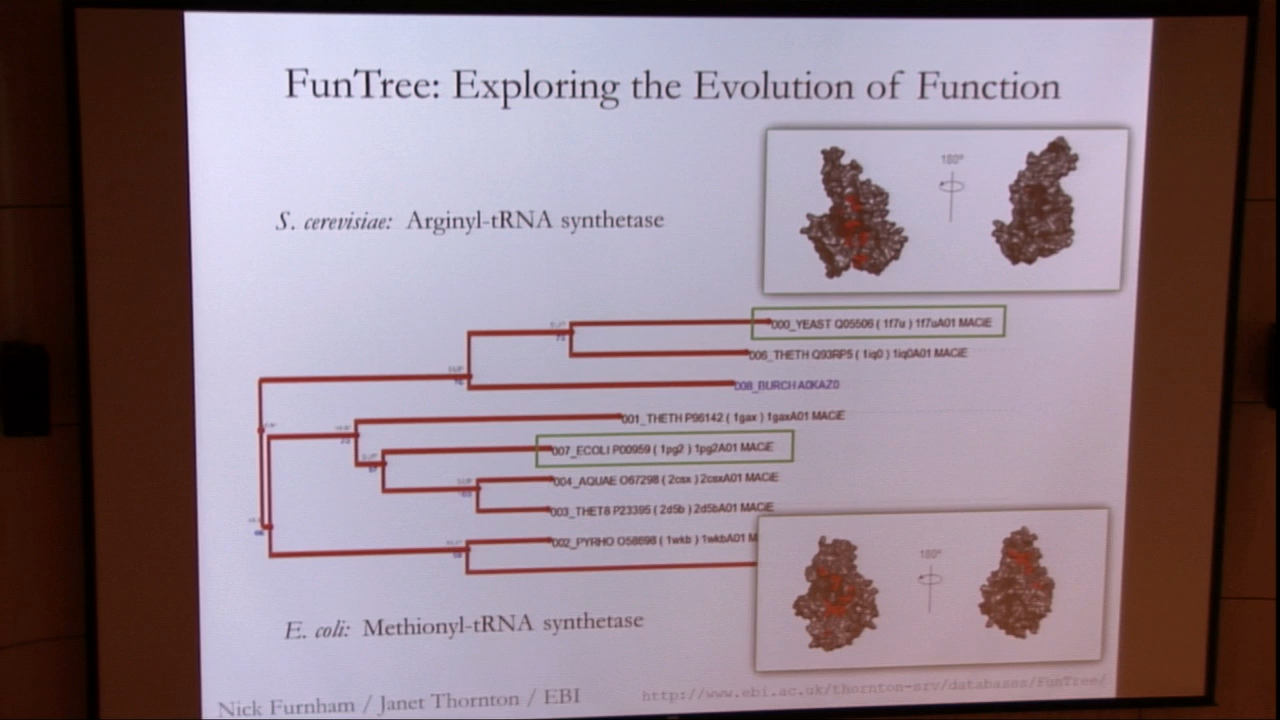 FunTree: Exploring the Evolution of Function
180°
S. cerevisiae: Arginyl-tRNA synthetase
000_YEAST Q05506 ( 1f7u ) 1f7uA01 MACiE
006_THETH Q93RP5 ( 1iq0 ) 1iq0A01 MACiE
008_BURCH A0KAZ0
001_THETH P96142 ( 1gax ) 1gaxA01 MACiE
007_ECOLI P00959 ( 1pg2 ) 1pg2A01 MACiE
004_AQUAE O67298 ( 2csx ) 2csxA01 MACiE
003_THET8 P23395 ( 2d5b ) 2d5bA01 MACiE
002_PYRHO O58698 ( 1wkb ) 1wkbA01 M
180°
E. coli: Methionyl-tRNA synthetase
Nick Furnham / Janet Thornton / EBI
http://www.ebi.ac.uk/thornton-srv/databases/FunTree/